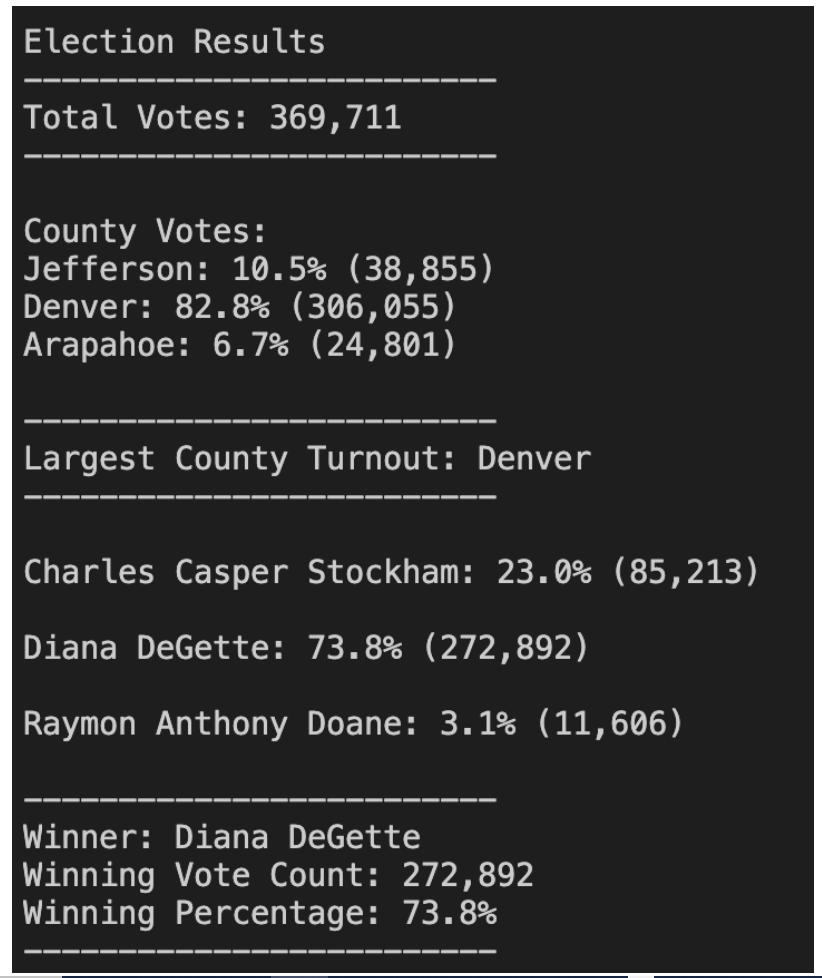 Election Results
-------------------------
Total Votes: 369,711
-------------------------
County Votes:
Jefferson: 10.5% (38,855)
Denver: 82.8% (306,055)
Arapahoe: 6.7% (24,801)
-------------------------
Largest County Turnout: Denver
-------------------------
Charles Casper Stockham: 23.0% (85,213)
Diana DeGette: 73.8% (272,892)
Raymon Anthony Doane: 3.1% (11,606)
-------------------------
Winner: Diana DeGette
Winning Vote Count: 272,892
Winning Percentage: 73.8%
-------------------------